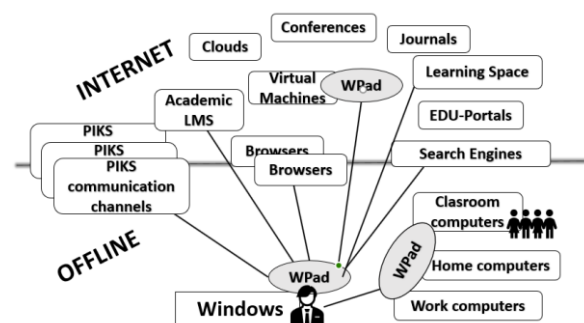 INTERNET
Conferences
Clouds
Journals
Virtual
Machines
WPad
Learning Space
Academic
LMS
EDU-Portals
PIKS
PIKS
PIKS
communication
channels
Browsers
Browsers
Search Engines
OFFLINE
Clasroom
computers
WPad
WPad
Home computers
Windows
Work computers